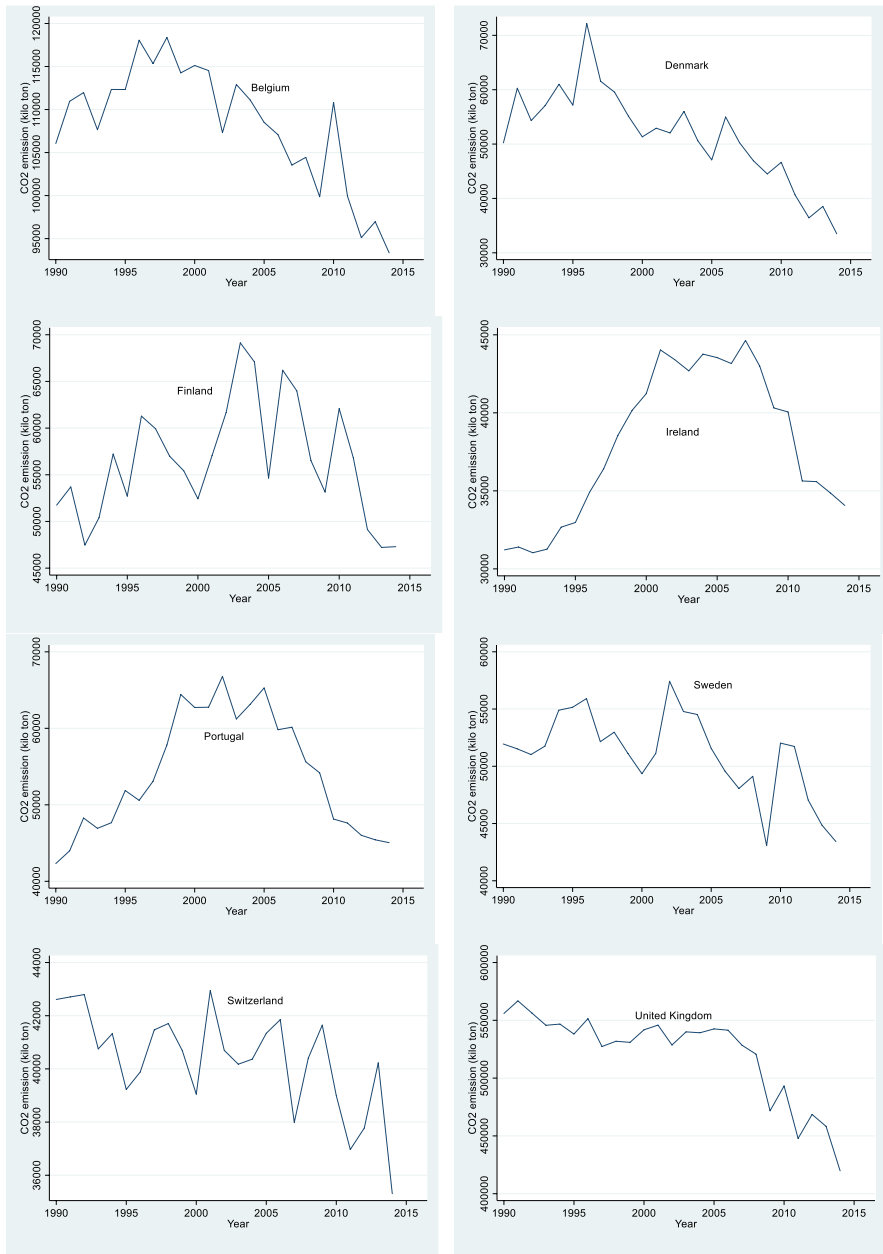 CO2 emission (kilo ton)
120000
115000
110000
105000
100000
95000
Belgium
1990 1995 2000 2005 2010 2015
Year
CO2 emission (kilo ton)
70000
60000
50000
40000
30000
Denmark
1990 1995 2000 2005 2010 2015
Year
CO2 emission (kilo ton)
70000
65000
60000
55000
50000
45000
Finland
1990 1995 2000 2005 2010 2015
Year
CO2 emission (kilo ton)
45000
40000
35000
30000
Ireland
1990 1995 2000 2005 2010 2015
Year
CO2 emission (kilo ton)
70000
60000
50000
40000
Portugal
1990 1995 2000 2005 2010 2015
Year
CO2 emission (kilo ton)
60000
55000
50000
45000
40000
Sweden
1990 1995 2000 2005 2010 2015
Year
CO2 emission (kilo ton)
44000
42000
40000
38000
36000
Switzerland
1990 1995 2000 2005 2010 2015
Year
CO2 emission (kilo ton)
600000
550000
500000
450000
400000
United Kingdom
1990 1995 2000 2005 2010 2015
Year